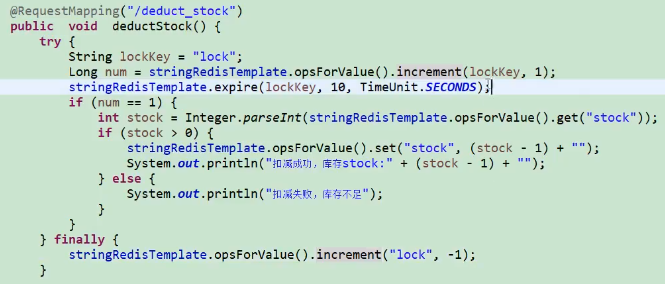 @RequestMapping("/deduct_stock")
public void deductStock() {
try {
String lockKey = "lock";
Long num = stringRedisTemplate.opsForValue().increment(lockKey, 1);
stringRedisTemplate.expire(lockKey, 10, TimeUnit.SECONDS);
if (num == 1) {
int stock = Integer.parseInt(stringRedisTemplate.opsForValue().get("stock"));
if (stock > 0) {
stringRedisTemplate.opsForValue().set("stock", (stock - 1) + "");
System.out.println("扣减成功，库存stock:" + (stock - 1) + "");
} else {
System.out.println("扣减失败，库存不足");
}
}
} finally {
stringRedisTemplate.opsForValue().increment("lock", -1);
}